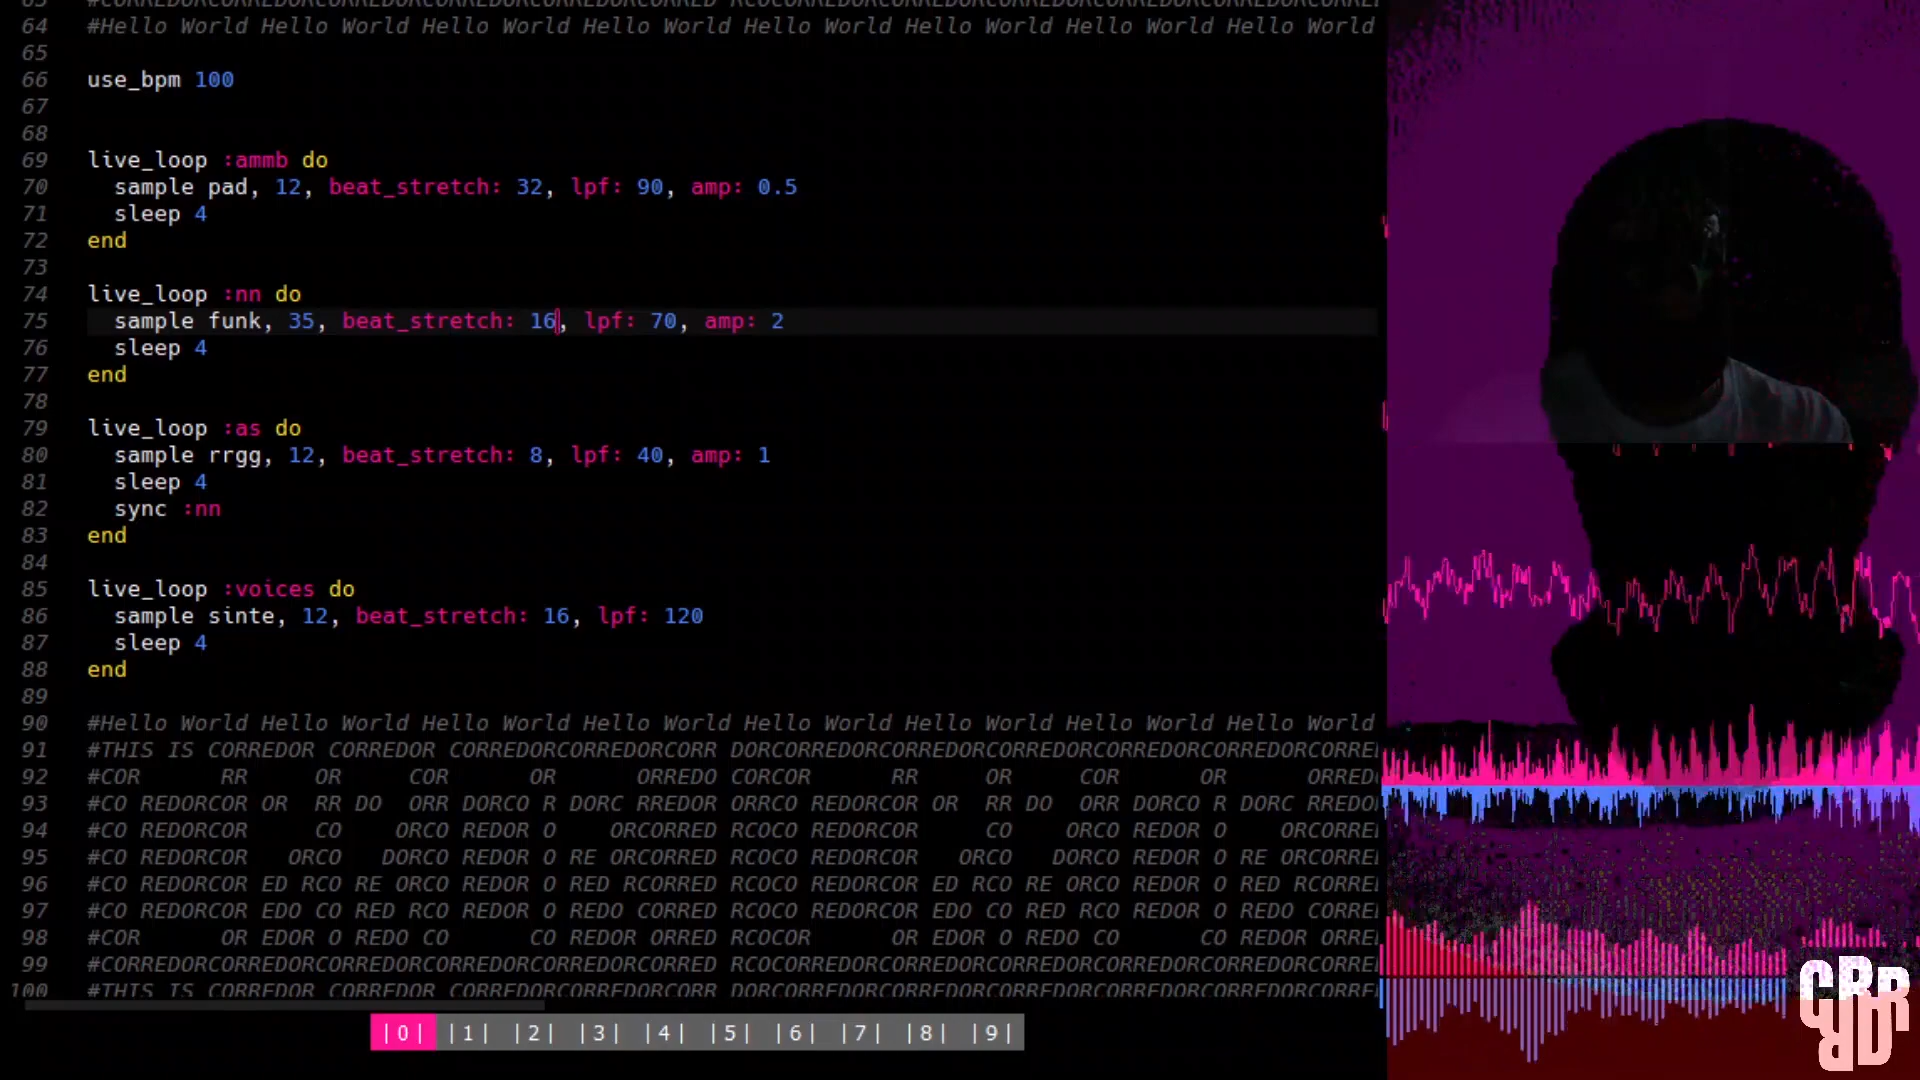 64 #Hello World Hello World Hello World Hello World Hello World Hello World Hello World Hello World
65
66 use_bpm 100
67
68
69 live_loop :ammb do
70 sample pad, 12, beat_stretch: 32, lpf: 90, amp: 0.5
71 sleep 4
72 end
73
74 live_loop :nn do
75 sample funk, 35, beat_stretch: 16, lpf: 70, amp: 2
76 sleep 4
77 end
78
79 live_loop :as do
80 sample rrgg, 12, beat_stretch: 8, lpf: 40, amp: 1
81 sleep 4
82 sync :nn
83 end
84
85 live_loop :voices do
86 sample sinte, 12, beat_stretch: 16, lpf: 120
87 sleep 4
88 end
89
90 #Hello World Hello World Hello World Hello World Hello World Hello World Hello World Hello World
91 #THIS IS CORREDOR CORREDOR CORREDORCORREDORCORR DORCORREDORCORREDORCORREDORCORREDORCORREDORCORRE
92 #COR RR OR COR OR ORREDO CORCOR RR OR COR OR ORRED
93 #CO REDORCOR OR RR DO ORR DORCO R DORC RREDOR ORRCO REDORCOR OR RR DO ORR DORCO R DORC RREDO
94 #CO REDORCOR CO ORCO REDOR O ORCORRED RCOCO REDORCOR CO ORCO REDOR O ORCORRE
95 #CO REDORCOR ORCO DORCO REDOR O RE ORCORRED RCOCO REDORCOR ORCO DORCO REDOR O RE ORCORRE
96 #CO REDORCOR ED RCO RE ORCO REDOR O RED RCORRED RCOCO REDORCOR ED RCO RE ORCO REDOR O RED RCORRE
97 #CO REDORCOR EDO CO RED RCO REDOR O REDO CORRED RCOCO REDORCOR EDO CO RED RCO REDOR O REDO CORRE
98 #COR OR EDOR O REDO CO CO REDOR ORRED RCOCOR OR EDOR O REDO CO CO REDOR ORRE
99 #CORREDORCORREDORCORREDORCORREDORCORREDORCORRED RCOCORREDORCORREDORCORREDORCORREDORCORREDORCORRE
100 #THIS IS CORREDOR CORREDOR CORREDORCORREDORCORR DORCORREDORCORREDORCORREDORCORREDORCORREDORCORRE
|0| |1| |2| |3| |4| |5| |6| |7| |8| |9|